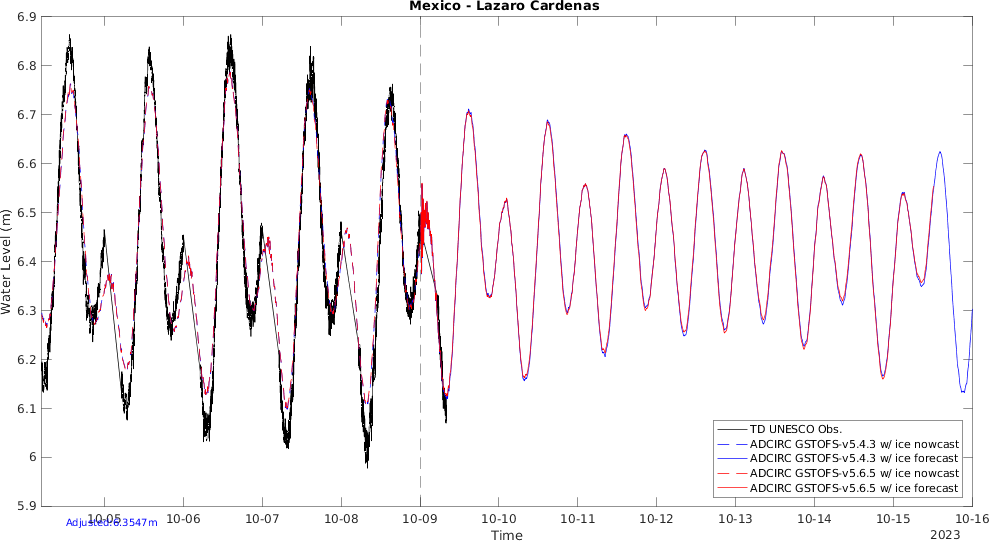 Mexico - Lazaro Cardenas
Water Level (m)
6.9
6.8
6.7
6.6
6.5
6.4
6.3
6.2
6.1
6
5.9
TD UNESCO Obs.
ADCIRC GSTOFS-v5.4.3 w/ ice nowcast
ADCIRC GSTOFS-v5.4.3 w/ ice forecast
ADCIRC GSTOFS-v5.6.5 w/ ice nowcast
ADCIRC GSTOFS-v5.6.5 w/ ice forecast
10-05 10-06 10-07 10-08 10-09 10-10 10-11 10-12 10-13 10-14 10-15 10-16
Adjusted:6.3547m
Time
2023